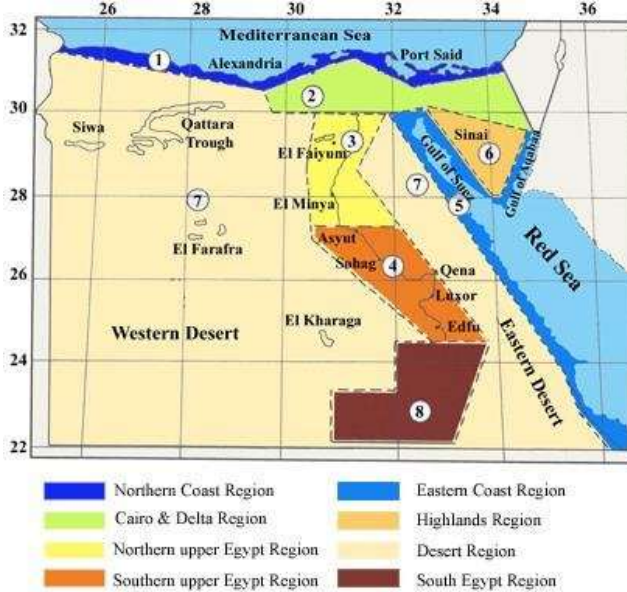 26 28 30 32 34 36
32
Mediterranean Sea
1
Alexandria
Port Said
2
30
Siwa
Qattara
Trough
3
El Faiyum
Sinai
6
Gulf of Suez
Gulf of Aqabaa
28
7
7
El Minya
5
El Farafra
Asyut
Sohag
4
Red Sea
26
Qena
Luxor
Western Desert
El Kharaga
Edfu
Eastern Desert
24
8
22
Northern Coast Region
Eastern Coast Region
Cairo & Delta Region
Highlands Region
Northern upper Egypt Region
Desert Region
Southern upper Egypt Region
South Egypt Region